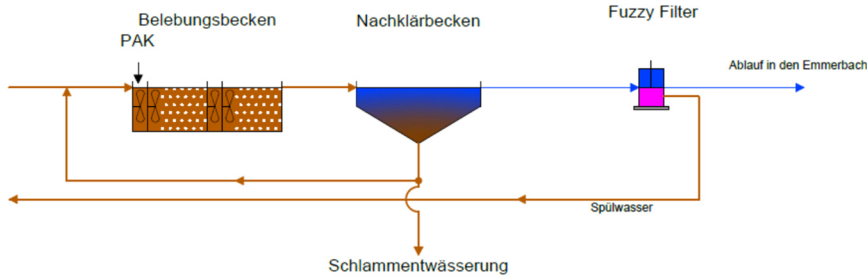 Belebungsbecken
Nachklärbecken
Fuzzy Filter
PAK
Ablauf in den Emmerbach
Spülwasser
Schlammentwässerung